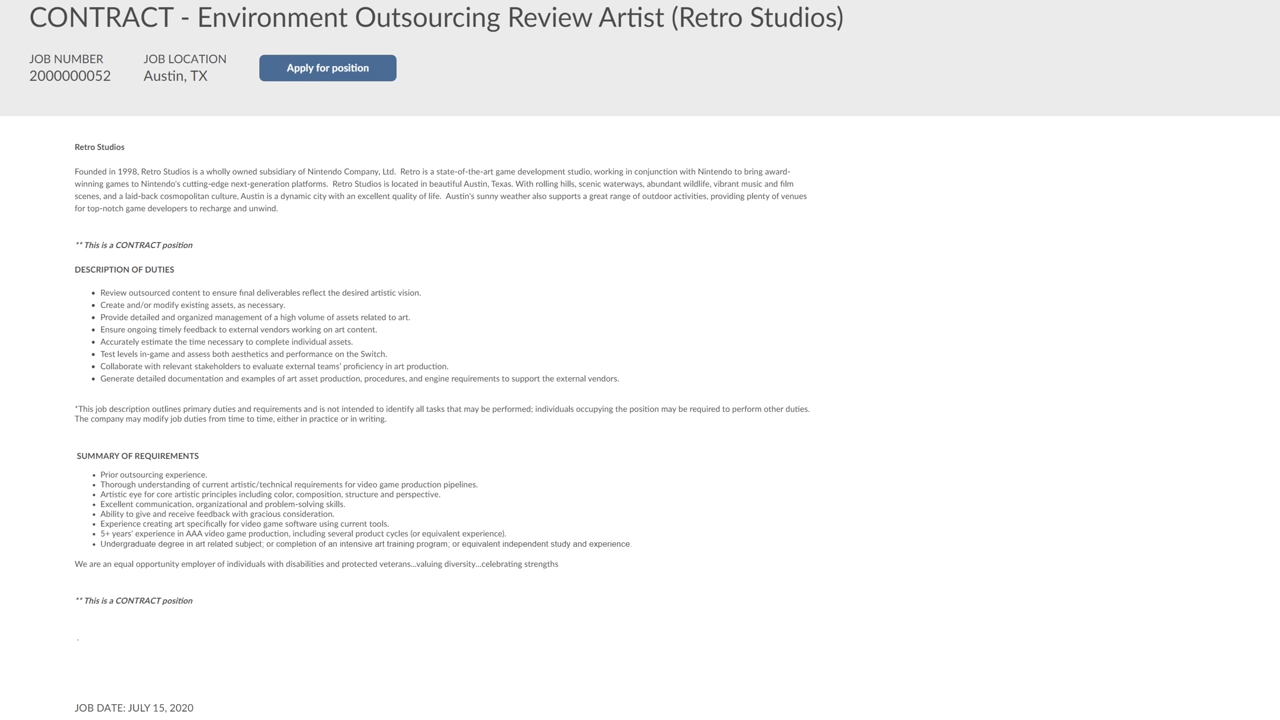 CONTRACT - Environment Outsourcing Review Artist (Retro Studios)
JOB NUMBER
2000000052
JOB LOCATION
Austin, TX
Apply for position
Retro Studios
Founded in 1998, Retro Studios is a wholly owned subsidiary of Nintendo Company, Ltd.  Retro is a state-of-the-art game development studio, working in conjunction with Nintendo to bring award-
winning games to Nintendo's cutting-edge next-generation platforms.  Retro Studios is located in beautiful Austin, Texas. With rolling hills, scenic waterways, abundant wildlife, vibrant music and film
scenes, and a laid-back cosmopolitan culture, Austin is a dynamic city with an excellent quality of life.  Austin's sunny weather also supports a great range of outdoor activities, providing plenty of venues
for top-notch game developers to recharge and unwind.
** This is a CONTRACT position
DESCRIPTION OF DUTIES
• Review outsourced content to ensure final deliverables reflect the desired artistic vision.
• Create and/or modify existing assets, as necessary.
• Provide detailed and organized management of a high volume of assets related to art.
• Ensure ongoing timely feedback to external vendors working on art content.
• Accurately estimate the time necessary to complete individual assets.
• Test levels in-game and assess both aesthetics and performance on the Switch.
• Collaborate with relevant stakeholders to evaluate external teams' proficiency in art production.
• Generate detailed documentation and examples of art asset production, procedures, and engine requirements to support the external vendors.
*This job description outlines primary duties and requirements and is not intended to identify all tasks that may be performed; individuals occupying the position may be required to perform other duties.
The company may modify job duties from time to time, either in practice or in writing.
SUMMARY OF REQUIREMENTS
• Prior outsourcing experience.
• Thorough understanding of current artistic/technical requirements for video game production pipelines.
• Artistic eye for core artistic principles including color, composition, structure and perspective.
• Excellent communication, organizational and problem-solving skills.
• Ability to give and receive feedback with gracious consideration.
• Experience creating art specifically for video game software using current tools.
• 5+ years' experience in AAA video game production, including several product cycles (or equivalent experience).
• Undergraduate degree in art related subject; or completion of an intensive art training program; or equivalent independent study and experience.
We are an equal opportunity employer of individuals with disabilities and protected veterans...valuing diversity...celebrating strengths
** This is a CONTRACT position
.
JOB DATE: JULY 15, 2020